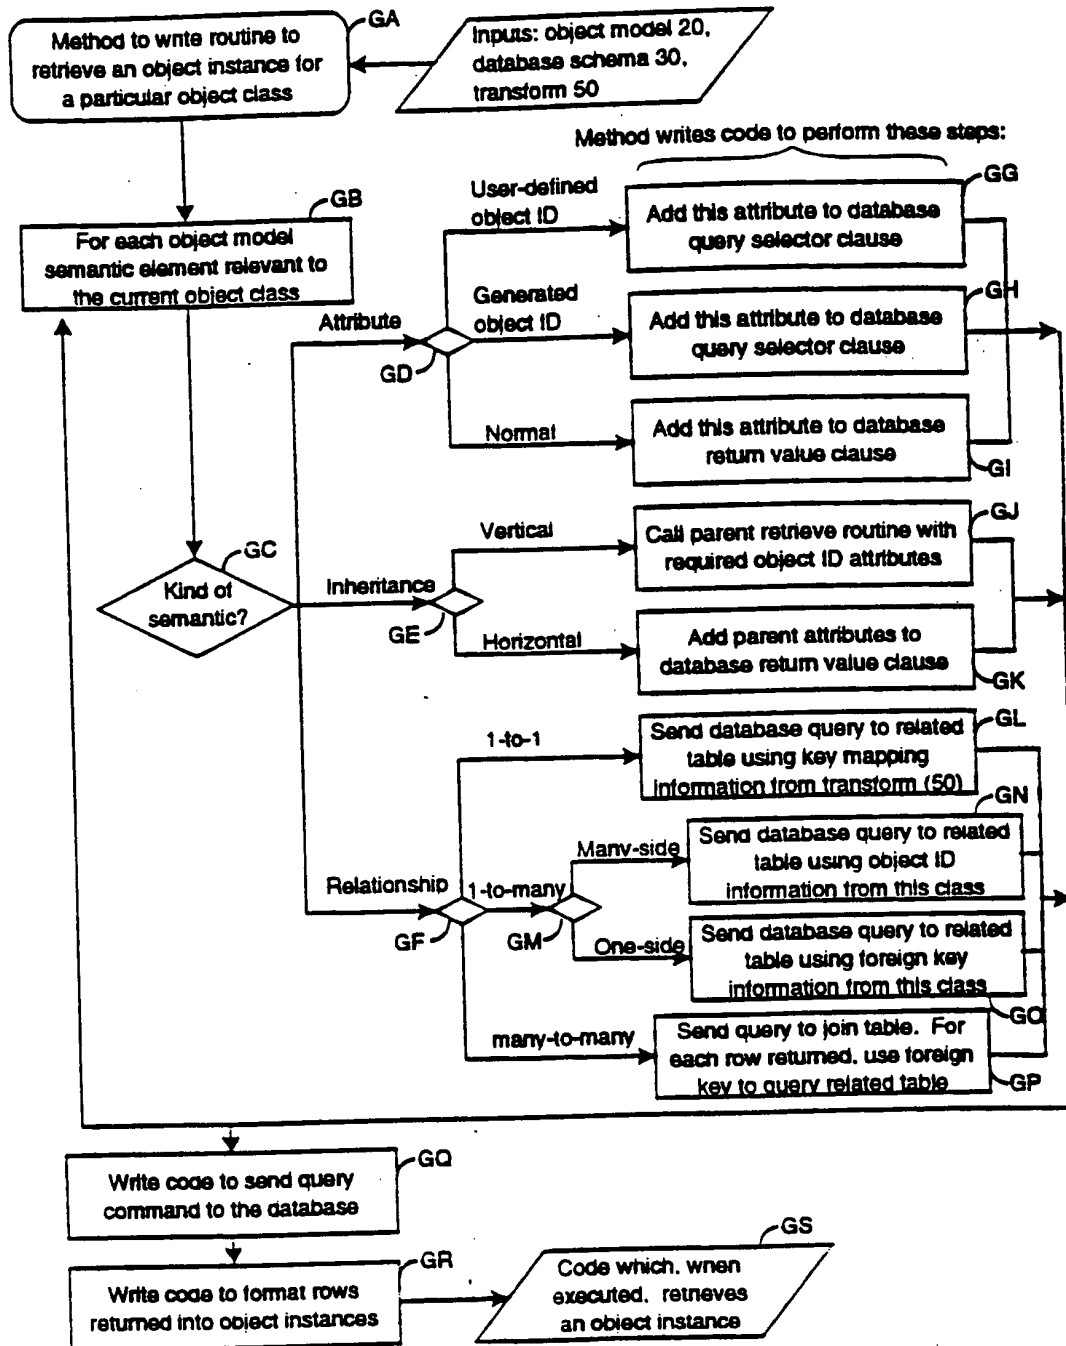 GA
Method to write routine to
retrieve an object instance for
a particular object class
Inputs: object model 20,
database schema 30,
transform 50
Method writes code to perform these steps:
GB
For each object model
semantic element relevant to
the current object class
User-defined
object ID
GG
Add this attribute to database
query selector clause
Attribute
GD
Generated
object ID
GH
Add this attribute to database
query selector clause
Normal
Add this attribute to database
return value clause
GI
GC
Kind of
semantic?
Inheritance
GE
Vertical
GJ
Call parent retrieve routine with
required object ID attributes
Horizontal
Add parent attributes to
database return value clause
GK
1-to-1
GL
Send database query to related
table using key mapping
information from transform (50)
Relationship
GF
1-to-many
GM
Many-side
GN
Send database query to related
table using object ID
information from this class
One-side
Send database query to related
table using foreign key
information from this class
GO
many-to-many
Send query to join table. For
each row returned, use foreign
key to query related table
GP
GQ
Write code to send query
command to the database
GR
Write code to format rows
returned into object instances
GS
Code which, when
executed, retrieves
an object instance